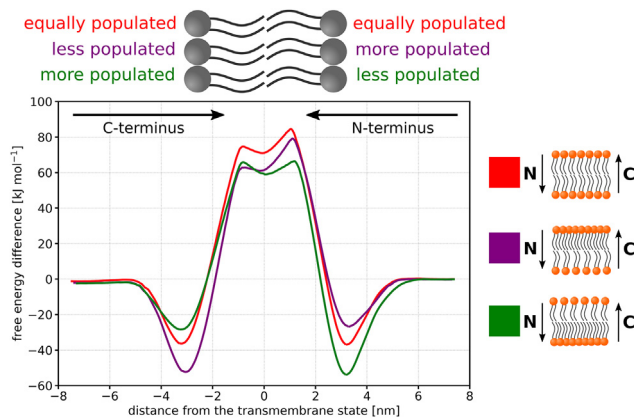 equally populated equally populated
less populated more populated
more populated less populated
C-terminus N-terminus
free energy difference [kJ mol⁻¹]
100
80
60
40
20
0
−20
−40
−60
−8 −6 −4 −2 0 2 4 6 8
distance from the transmembrane state [nm]
N C
N C
N C